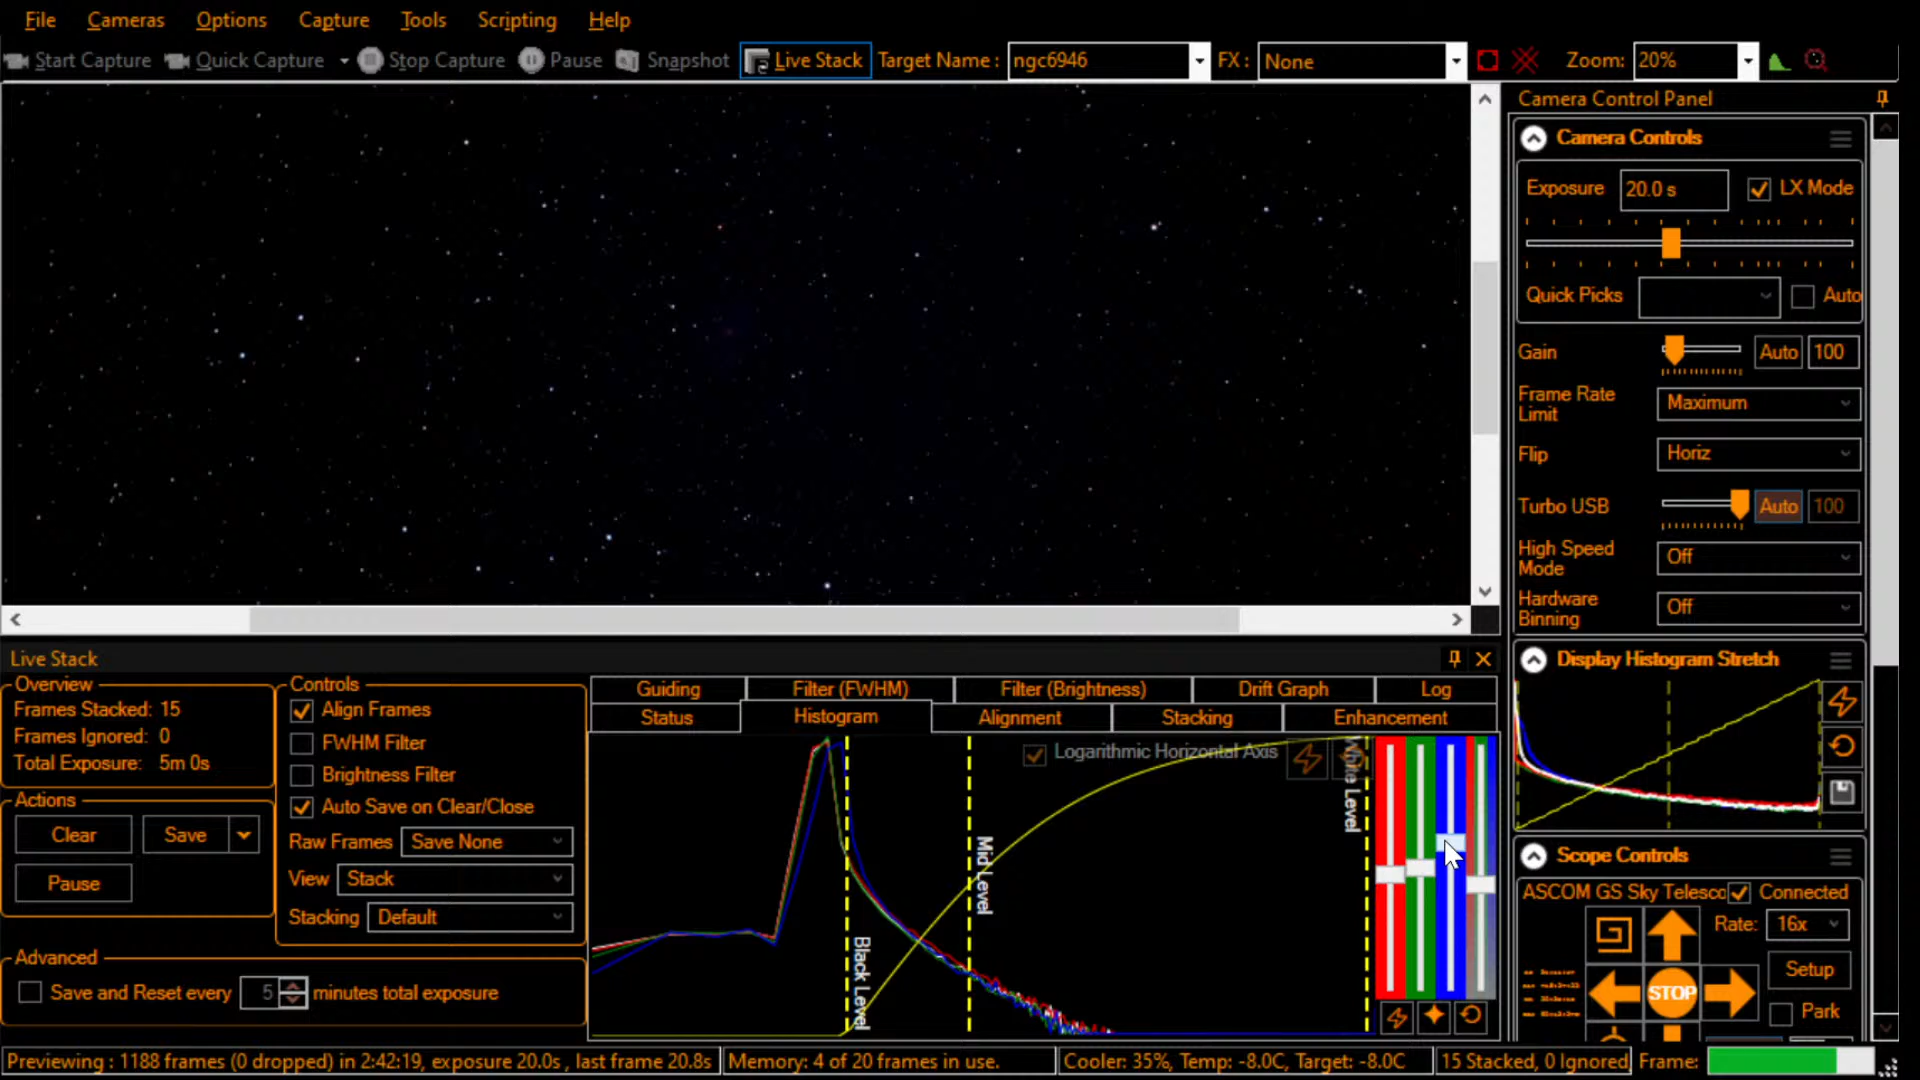 File Cameras Options Capture Tools Scripting Help
Start Capture Quick Capture Stop Capture Pause Snapshot Live Stack Target Name : ngc6946 FX : None Zoom: 20%
Camera Control Panel
Camera Controls
Exposure 20.0 s LX Mode
Quick Picks Auto
Gain Auto 100
Frame Rate Limit Maximum
Flip Horiz
Turbo USB Auto 100
High Speed Mode Off
Hardware Binning Off
Display Histogram Stretch
Scope Controls
ASCOM GS Sky Telesco Connected
Rate: 16x
Setup
STOP
Park
Live Stack
Overview
Frames Stacked: 15
Frames Ignored: 0
Total Exposure: 5m 0s
Actions
Clear Save
Pause
Controls
Align Frames
FWHM Filter
Brightness Filter
Auto Save on Clear/Close
Raw Frames Save None
View Stack
Stacking Default
Advanced
Save and Reset every 5 minutes total exposure
Guiding Filter (FWHM) Filter (Brightness) Drift Graph Log
Status Histogram Alignment Stacking Enhancement
Logarithmic Horizontal Axis
Black Level
Mid Level
White Level
Previewing : 1188 frames (0 dropped) in 2:42:19, exposure 20.0s , last frame 20.8s Memory: 4 of 20 frames in use. Cooler: 35%, Temp: -8.0C, Target: -8.0C 15 Stacked, 0 Ignored, Frame: